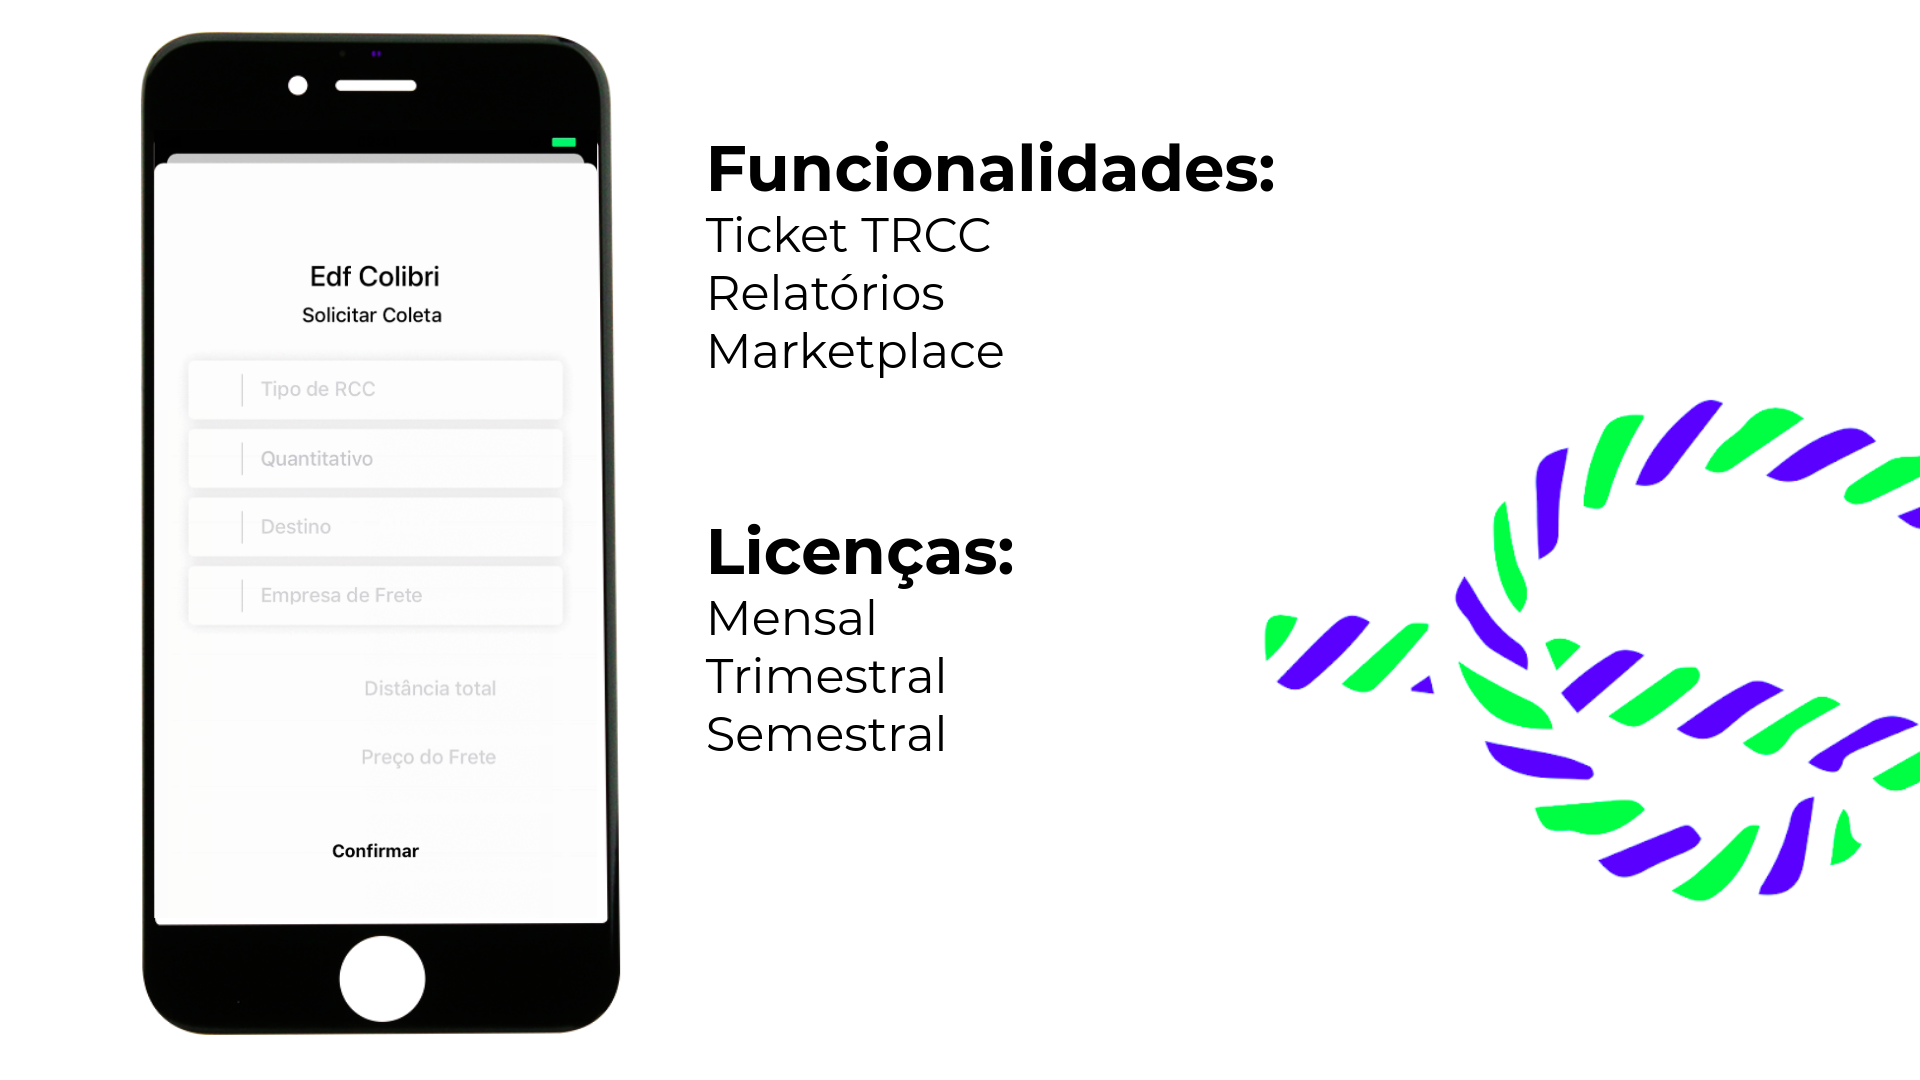 Edf Colibri
Solicitar Coleta
Tipo de RCC
Quantitativo
Destino
Empresa de Frete
Distância total
Preço do Frete
Confirmar
Funcionalidades:
Ticket TRCC
Relatórios
Marketplace
Licenças:
Mensal
Trimestral
Semestral